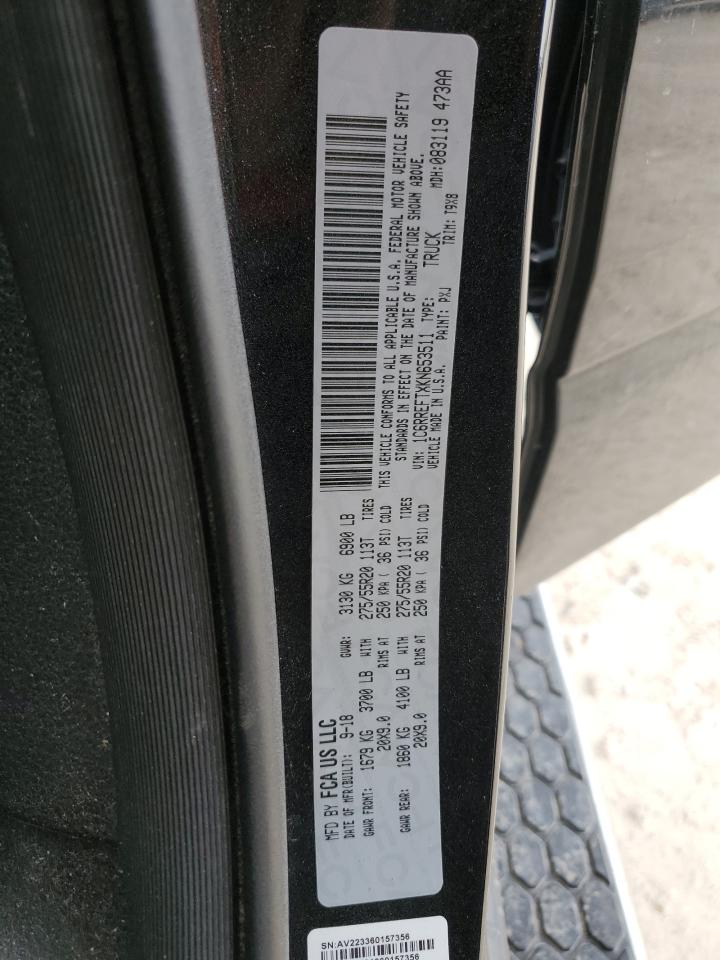 MFD BY FCA US LLC
DATE OF MFR(BUILT): 9-18 GVWR: 3130 KG 6900 LB
GAWR FRONT: 1679 KG 3700 LB WITH 275/55R20 113T TIRES
20X9.0 RIMS AT 250 KPA ( 36 PSI) COLD
GAWR REAR: 1860 KG 4100 LB WITH 275/55R20 113T TIRES
20X9.0 RIMS AT 250 KPA ( 36 PSI) COLD
THIS VEHICLE CONFORMS TO ALL APPLICABLE U.S.A. FEDERAL MOTOR VEHICLE SAFETY
STANDARDS IN EFFECT ON THE DATE OF MANUFACTURE SHOWN ABOVE.
VIN: 1C6RREFTXKN653511 TYPE: TRUCK MDH:083119 473AA
VEHICLE MADE IN U.S.A. PAINT: PXJ TRIM: T9X8
SN:AV223360157356